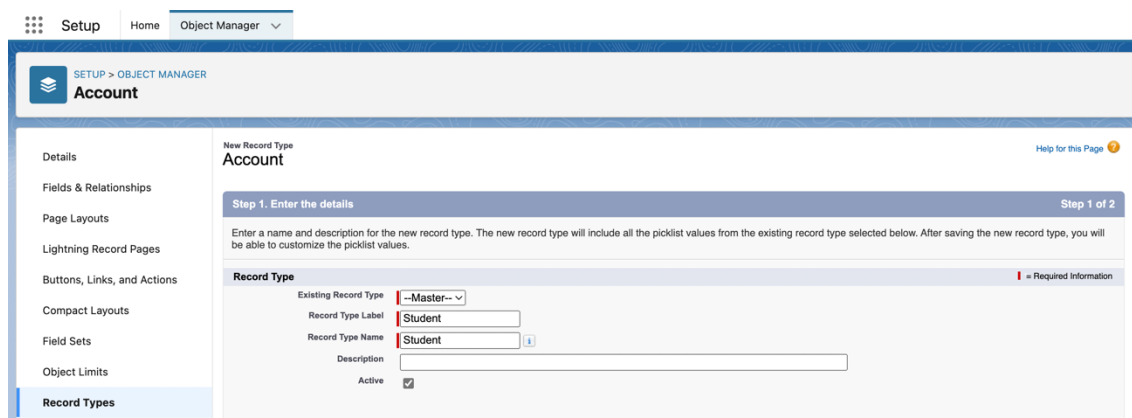 Setup Home Object Manager
SETUP > OBJECT MANAGER
Account
Details
Fields & Relationships
Page Layouts
Lightning Record Pages
Buttons, Links, and Actions
Compact Layouts
Field Sets
Object Limits
Record Types
New Record Type
Account
Help for this Page ?
Step 1. Enter the details Step 1 of 2
Enter a name and description for the new record type. The new record type will include all the picklist values from the existing record type selected below. After saving the new record type, you will
be able to customize the picklist values.
Record Type = Required Information
Existing Record Type --Master--
Record Type Label Student
Record Type Name Student i
Description
Active